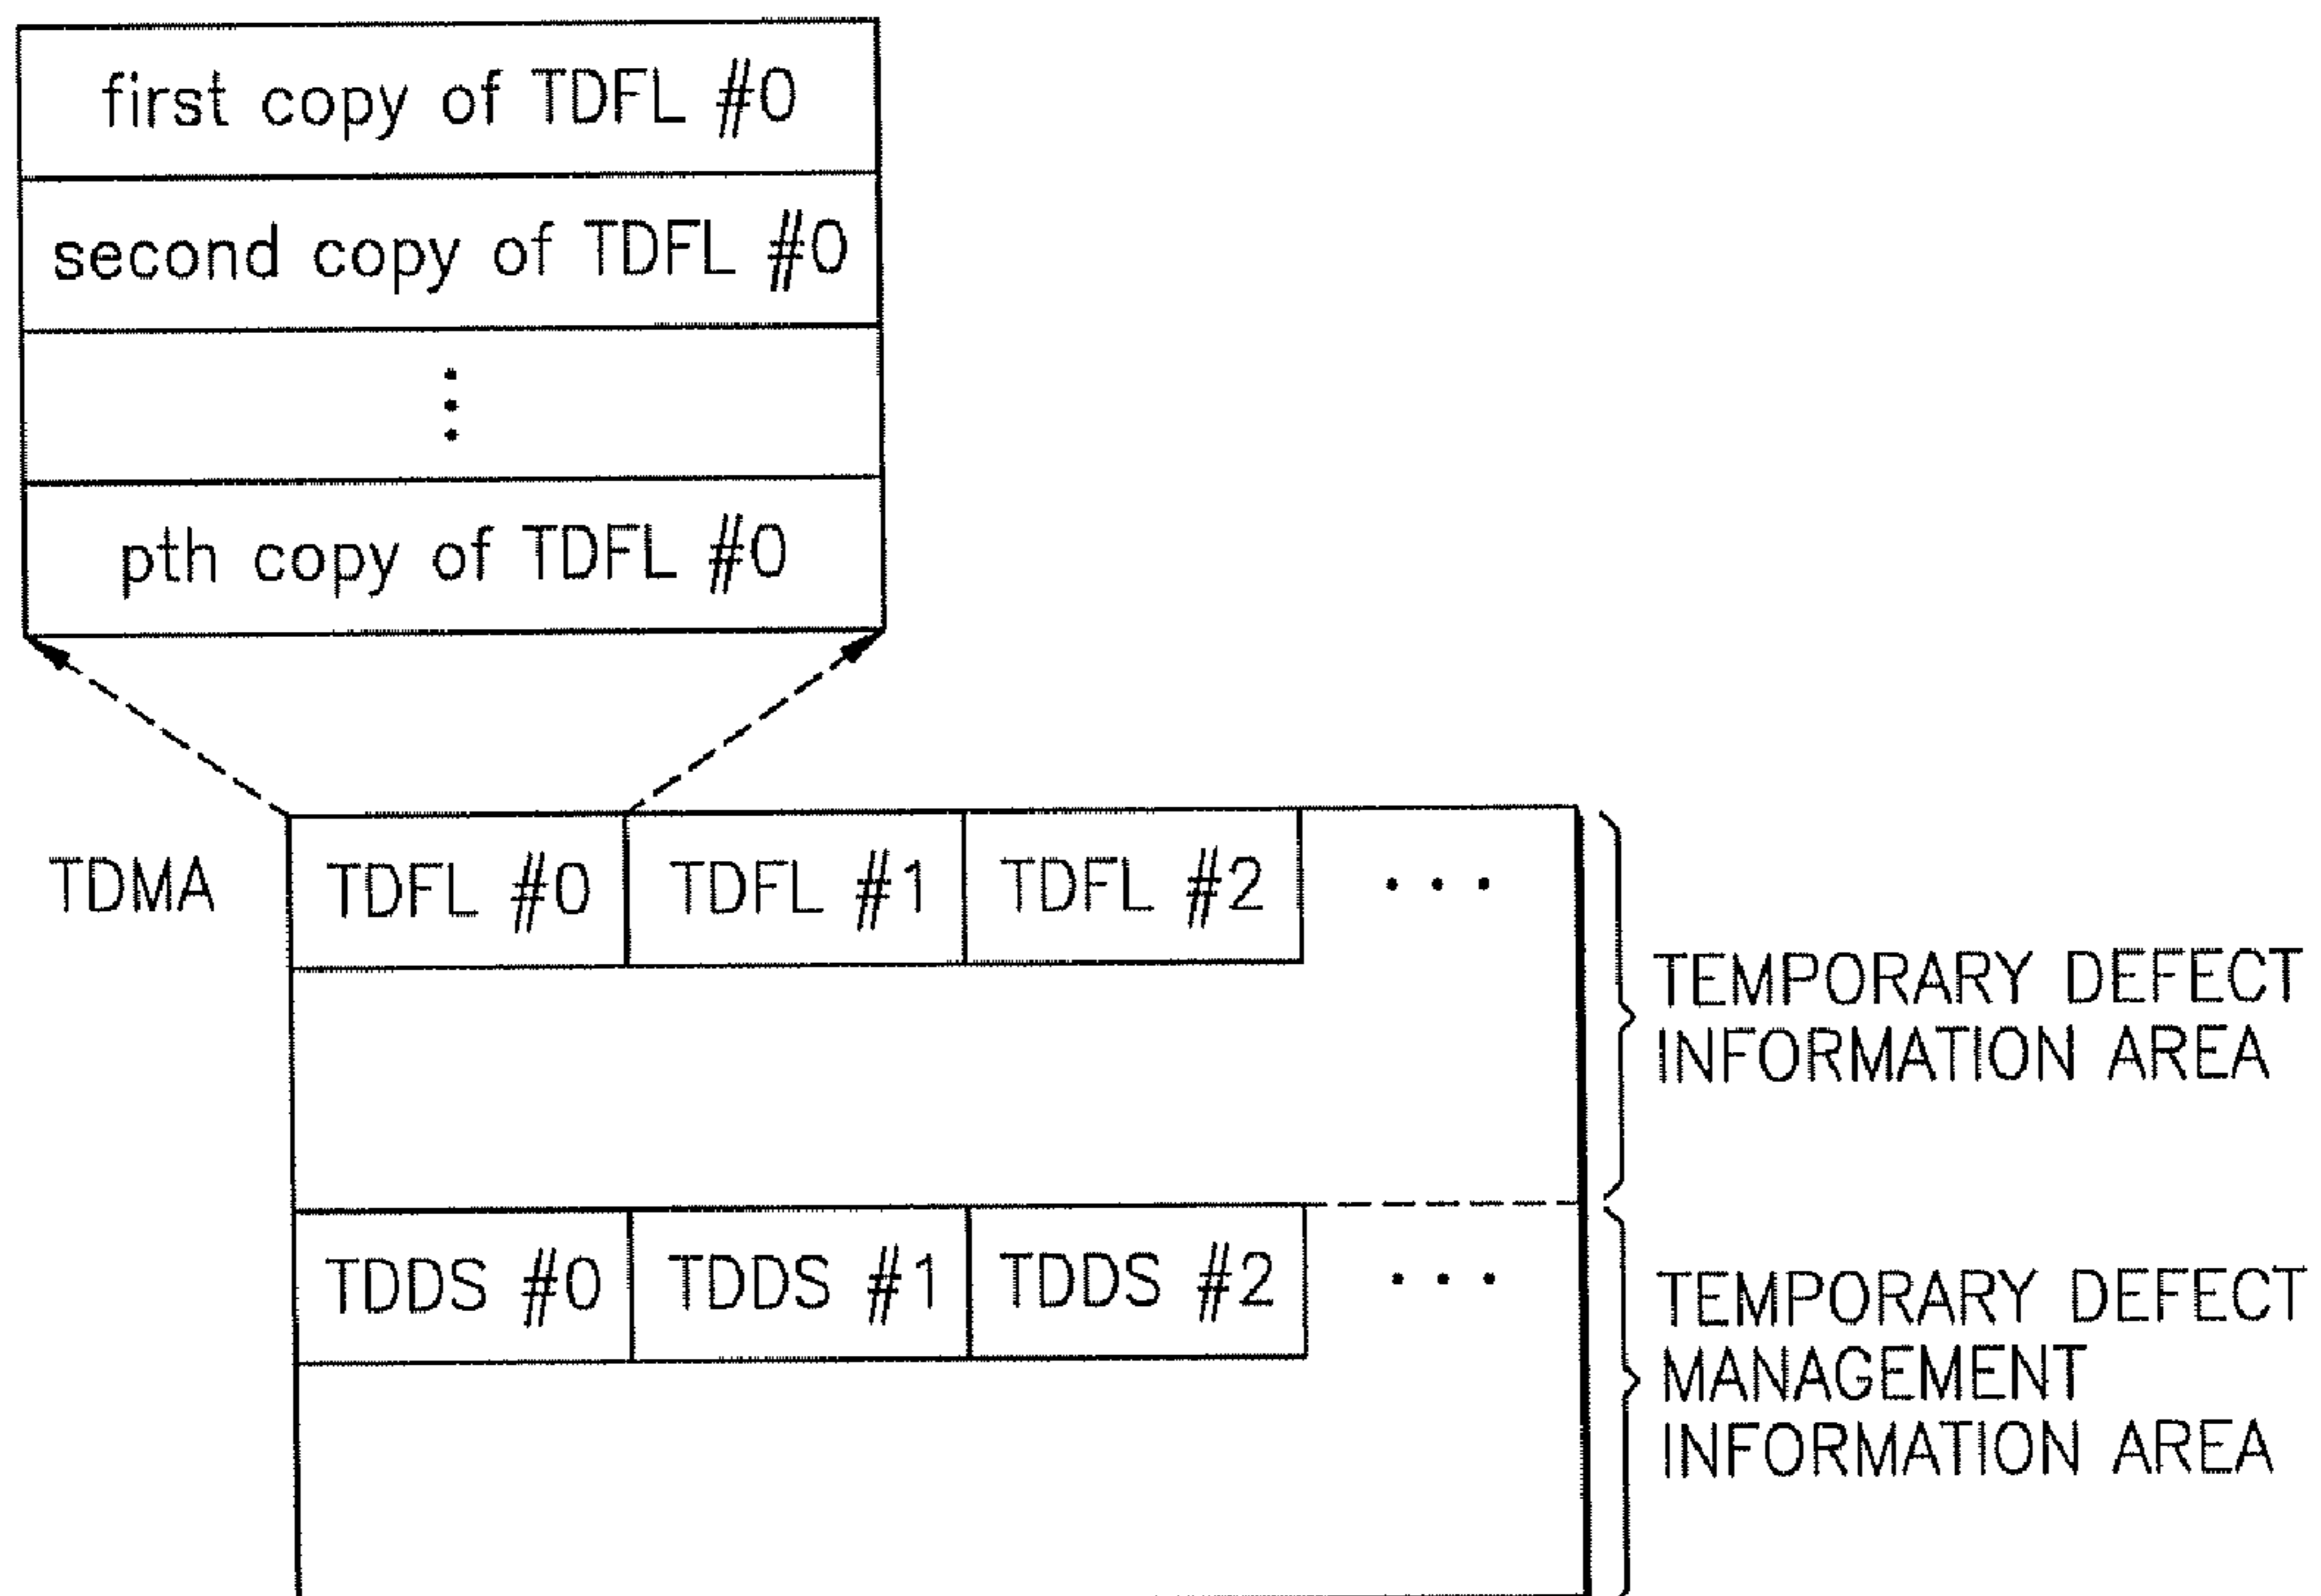 first copy of TDFL #0
second copy of TDFL #0
⋮
pth copy of TDFL #0
TDMA
TDFL #0
TDFL #1
TDFL #2
...
TEMPORARY DEFECT
INFORMATION AREA
TDDS #0
TDDS #1
TDDS #2
...
TEMPORARY DEFECT
MANAGEMENT
INFORMATION AREA